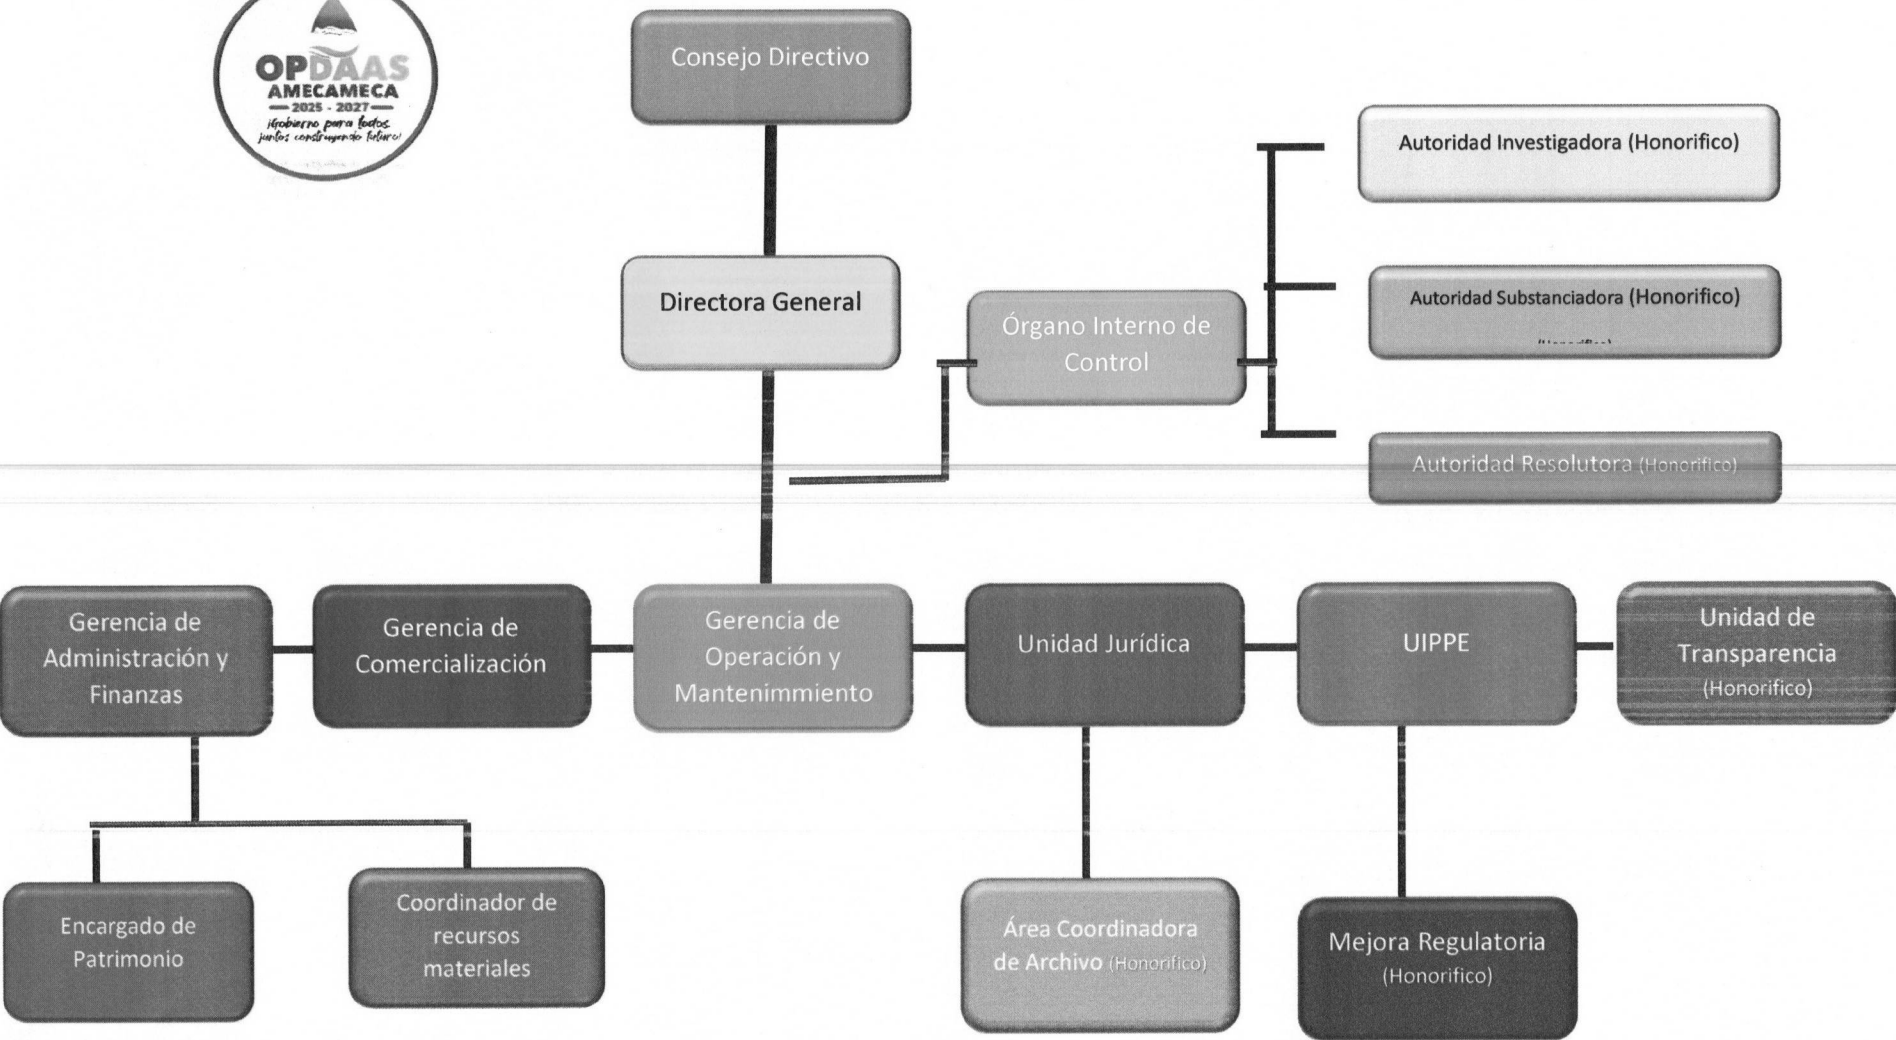 OPDAAS
AMECAMECA
2025 - 2027
¡Gobierno para todos,
juntos construyendo futuro!
Consejo Directivo
Directora General
Órgano Interno de
Control
Autoridad Investigadora (Honorifico)
Autoridad Substanciadora (Honorifico)
(Honorifico)
Autoridad Resolutora (Honorifico)
Gerencia de
Administración y
Finanzas
Gerencia de
Comercialización
Gerencia de
Operación y
Mantenimmiento
Unidad Jurídica
UIPPE
Unidad de
Transparencia
(Honorifico)
Encargado de
Patrimonio
Coordinador de
recursos
materiales
Área Coordinadora
de Archivo (Honorifico)
Mejora Regulatoria
(Honorifico)